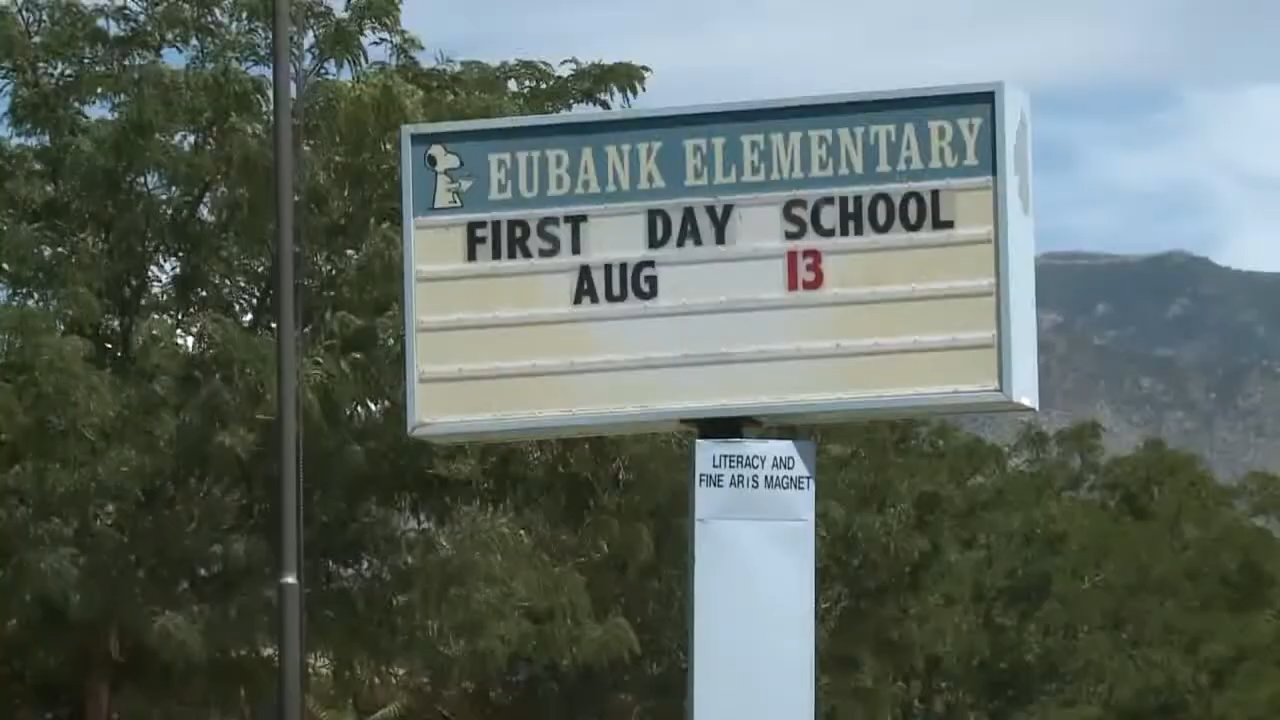 EUBANK ELEMENTARY
FIRST DAY SCHOOL
AUG 13
LITERACY AND
FINE ARTS MAGNET